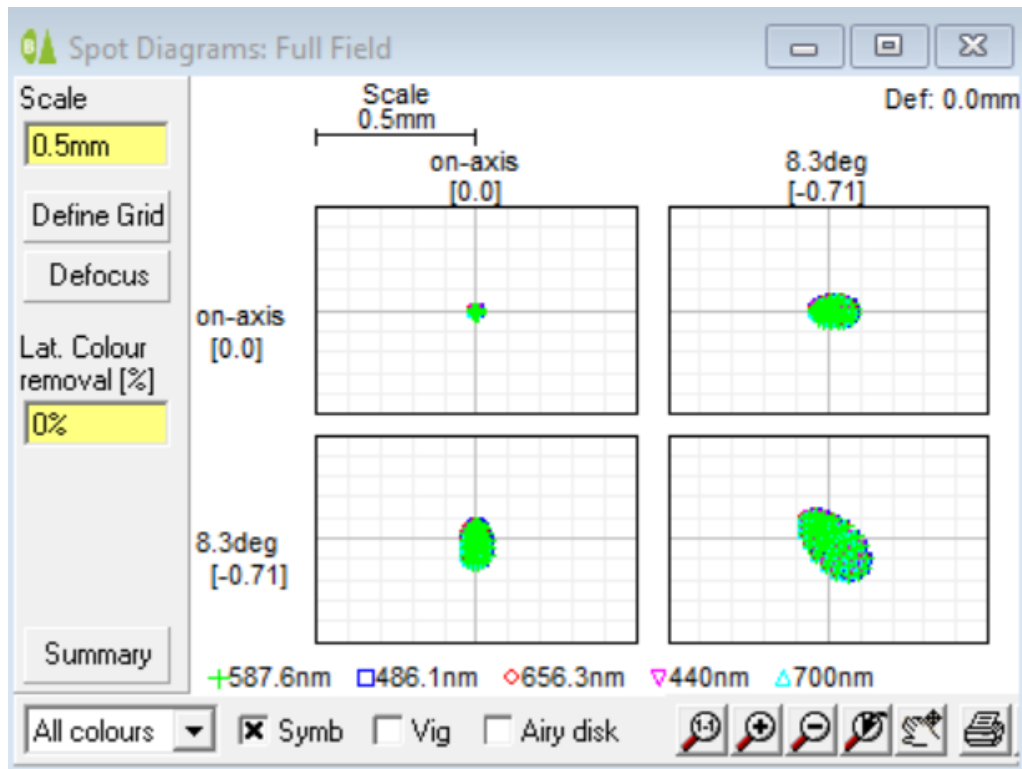 Spot Diagrams: Full Field
Scale
0.5mm
Define Grid
Defocus
Lat. Colour
removal [%]
0%
Summary
Scale
0.5mm
Def: 0.0mm
on-axis
[0.0]
8.3deg
[-0.71]
on-axis
[0.0]
8.3deg
[-0.71]
587.6nm 486.1nm 656.3nm 440nm 700nm
All colours Symb Vig Airy disk
1-1